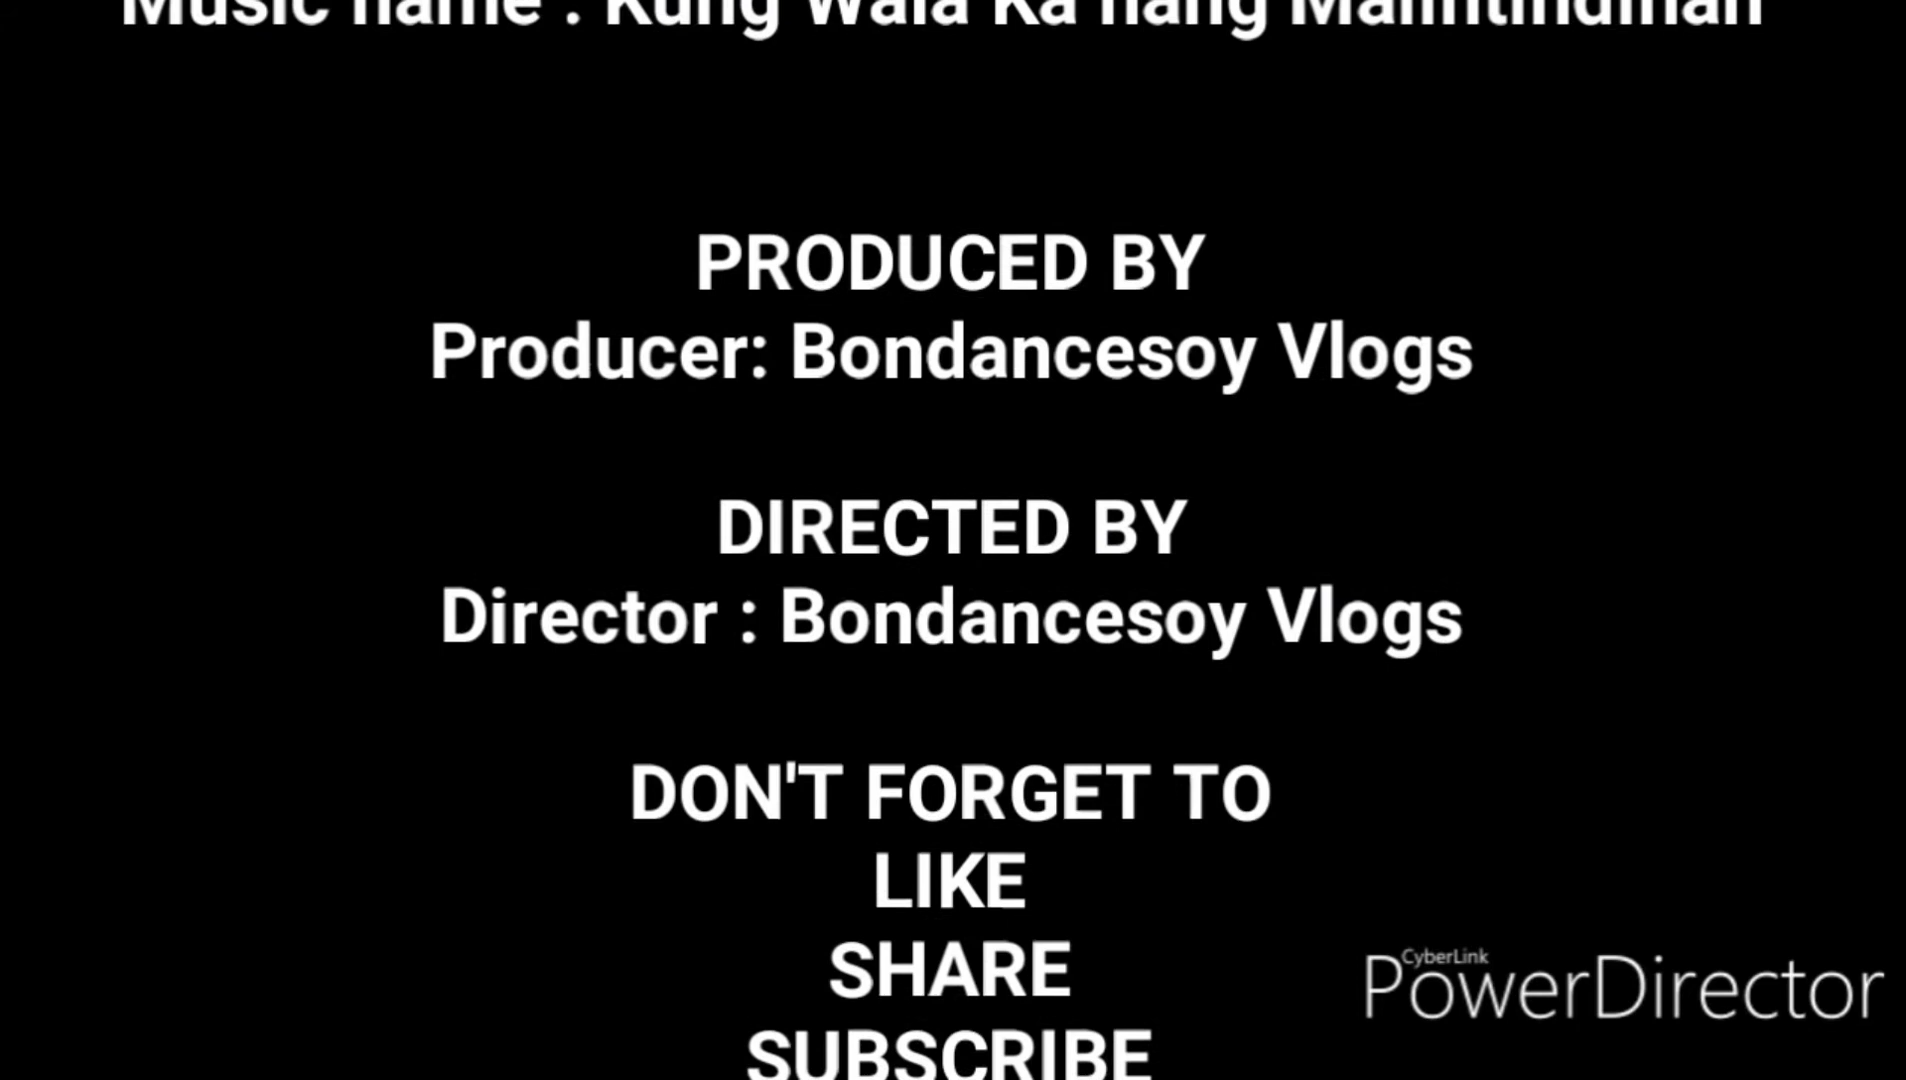 Music name : Kung Wala Ka nang Maiintindihan
PRODUCED BY
Producer: Bondancesoy Vlogs
DIRECTED BY
Director : Bondancesoy Vlogs
DON'T FORGET TO
LIKE
SHARE
SUBSCRIBE
CyberLink
PowerDirector